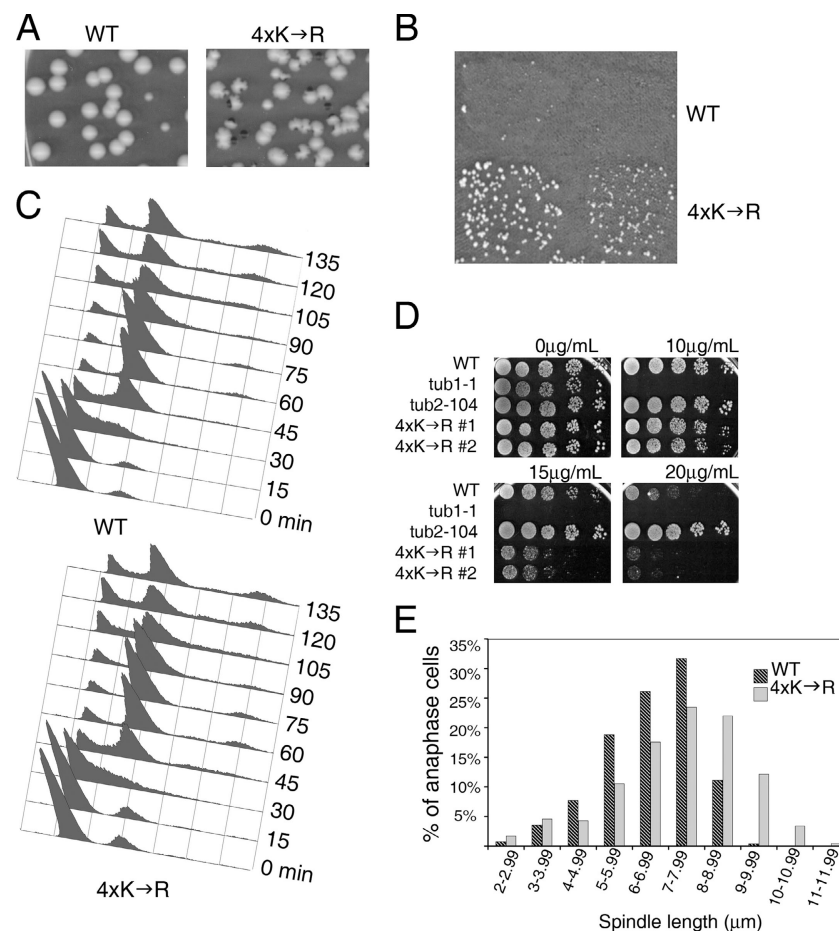 A
WT
4xK→R
B
WT
4xK→R
C
135
120
105
90
75
60
45
30
15
0 min
WT
135
120
105
90
75
60
45
30
15
0 min
4xK→R
D
0μg/mL
10μg/mL
WT
tub1-1
tub2-104
4xK→R #1
4xK→R #2
15μg/mL
20μg/mL
WT
tub1-1
tub2-104
4xK→R #1
4xK→R #2
E
% of anaphase cells
35%
30%
25%
20%
15%
10%
5%
WT
4xK→R
2-2.99
3-3.99
4-4.99
5-5.99
6-6.99
7-7.99
8-8.99
9-9.99
10-10.99
11-11.99
Spindle length (μm)